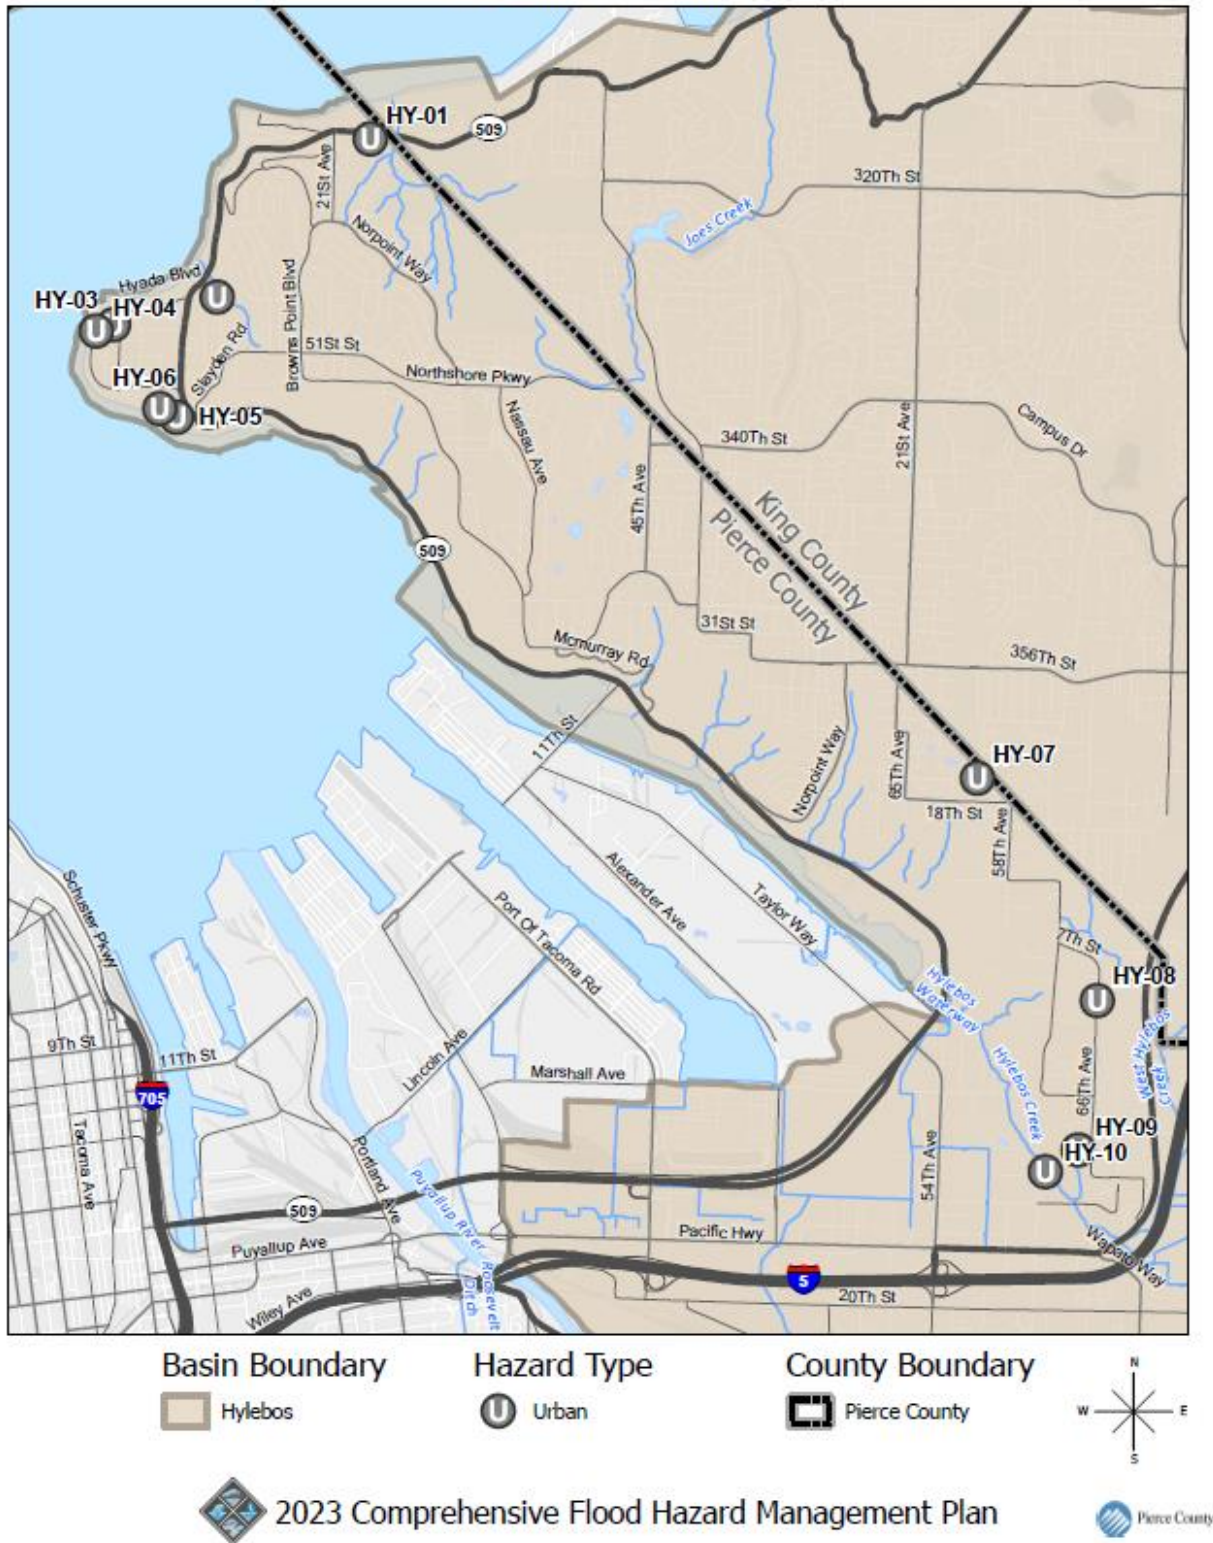 HY-01
509
21St Ave
320Th St
Joes Creek
Norpoint Way
Hyada Blvd
HY-03
HY-04
U
Browns Point Blvd
Slayden Rd
51St St
HY-06
HY-05
Northshore Pkwy
Nassau Ave
340Th St
21St Ave
Campus Dr
45Th Ave
King County
Pierce County
509
31St St
Mcmurray Rd
356Th St
11Th St
Norpoint Way
65Th Ave
HY-07
18Th St
58Th Ave
Schuster Pkwy
Alexander Ave
Taylor Way
Port Of Tacoma Rd
7Th St
HY-08
Hylebos
Waterway
9Th St
11Th St
Lincoln Ave
Marshall Ave
Hylebos Creek
West Hylebos
Creek
66Th Ave
705
HY-09
HY-10
Tacoma Ave
Portland Ave
54Th Ave
Puyallup River
509
Pacific Hwy
Puyallup Ave
Wapato Way
Roosevelt
Ditch
5
20Th St
Wiley Ave
Basin Boundary
Hylebos
Hazard Type
U
Urban
County Boundary
Pierce County
N
W
E
S
2023 Comprehensive Flood Hazard Management Plan
Pierce County